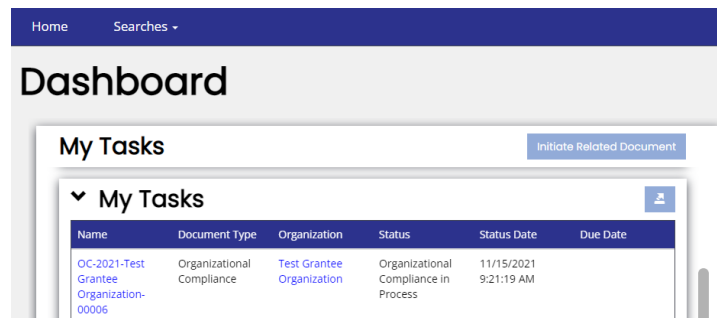 Home Searches
Dashboard
My Tasks Initiate Related Document
My Tasks
Name Document Type Organization Status Status Date Due Date
OC-2021-Test Organizational Test Grantee Organizational 11/15/2021
Grantee Compliance Organization Compliance in 9:21:19 AM
Organization- Process
00006